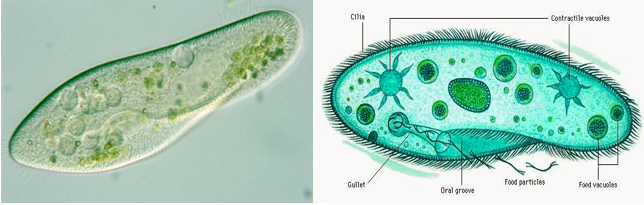 Cilia
Contractile vacuoles
Gullet
Oral groove
Food particles
Food vacuoles